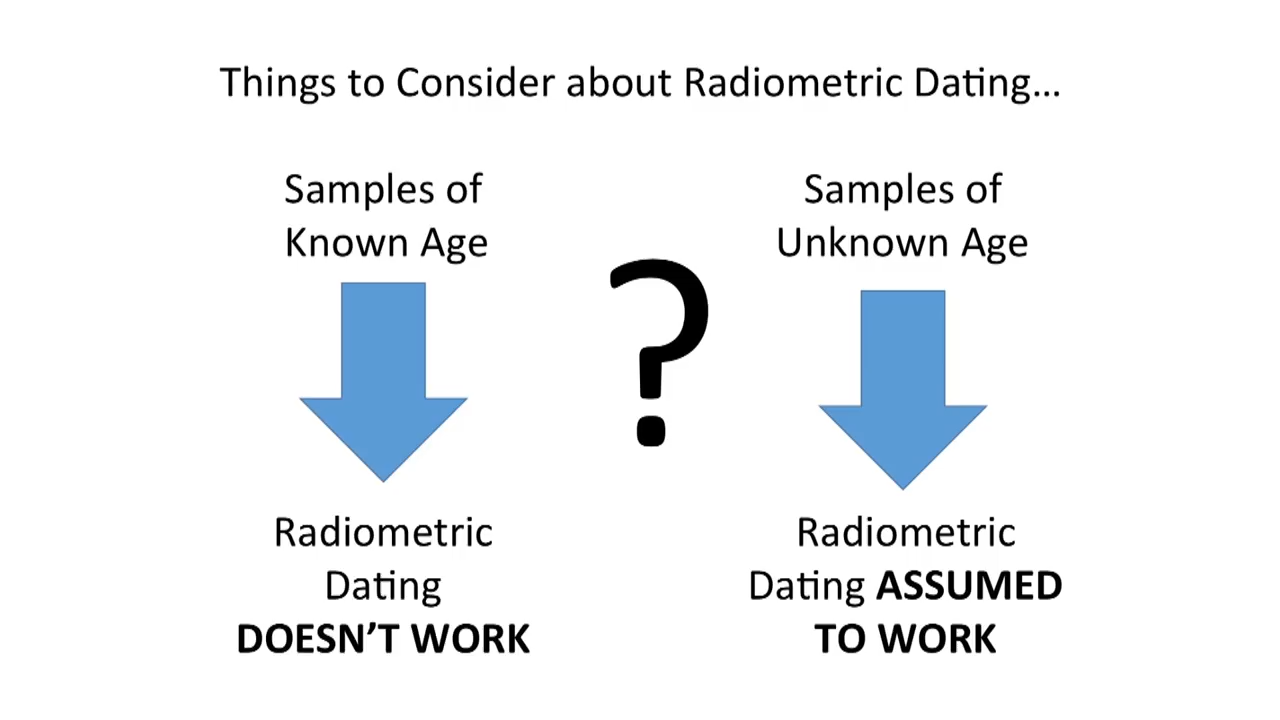 Things to Consider about Radiometric Dating...
Samples of
Known Age
?
Samples of
Unknown Age
Radiometric
Dating
DOESN'T WORK
Radiometric
Dating ASSUMED
TO WORK